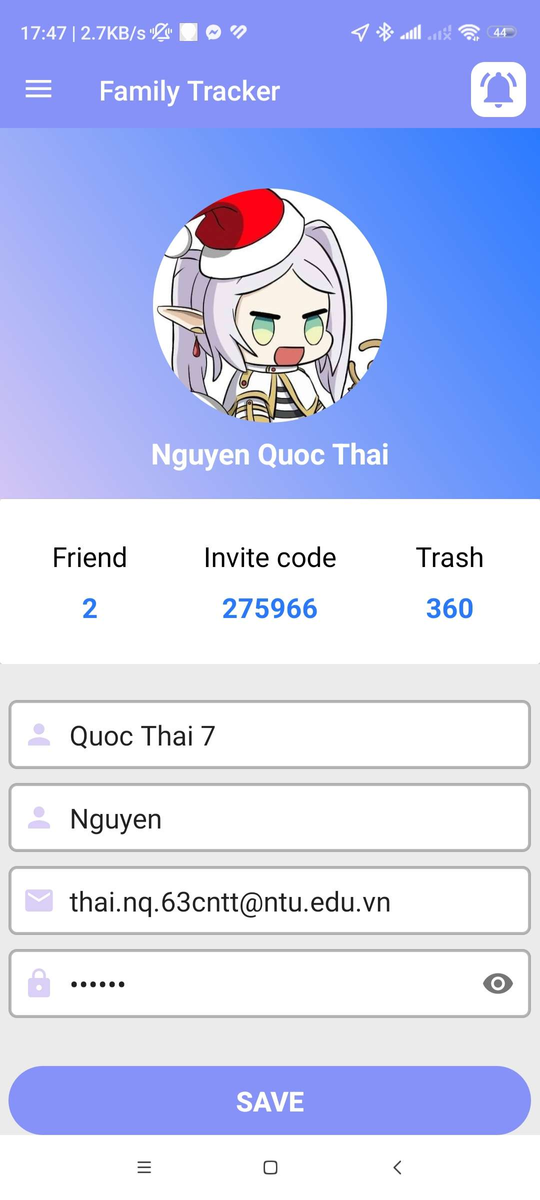 17:47 | 2.7KB/s
44
Family Tracker
Nguyen Quoc Thai
Friend Invite code Trash
2 275966 360
Quoc Thai 7
Nguyen
thai.nq.63cntt@ntu.edu.vn
••••••
SAVE